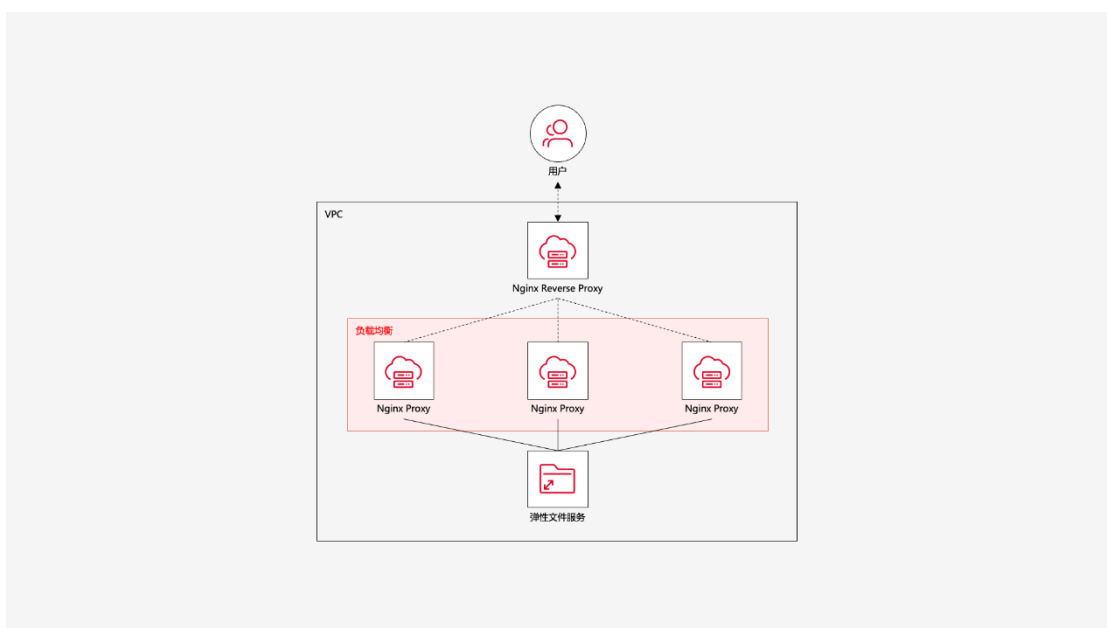 用户
VPC
Nginx Reverse Proxy
负载均衡
Nginx Proxy
Nginx Proxy
Nginx Proxy
弹性文件服务